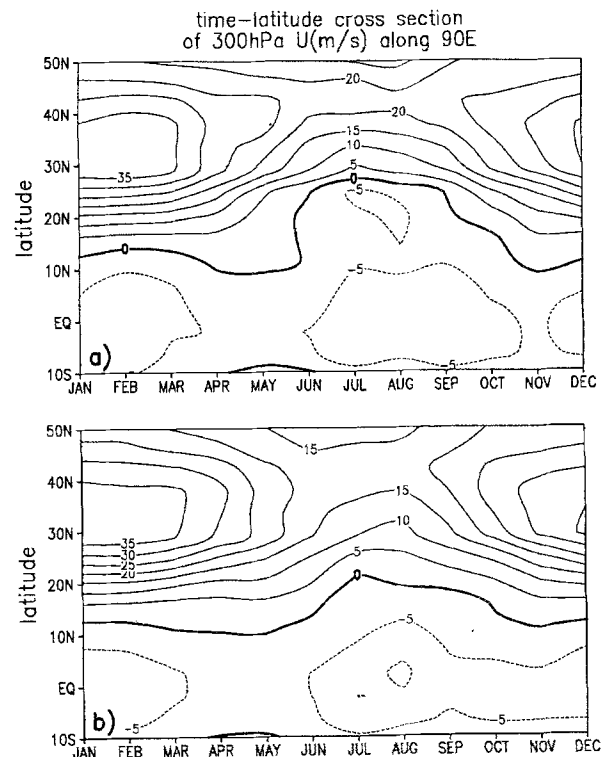 time-latitude cross section
of 300hPa U(m/s) along 90E
50N
40N
30N
20N
10N
EQ
10S
latitude
20
20
15
10
5
0
-5
35
0
-5
-5
a)
JAN FEB MAR APR MAY JUN JUL AUG SEP OCT NOV DEC
50N
40N
30N
20N
10N
EQ
10S
latitude
15
15
10
5
0
35
30
25
20
-5
-5
-5
b)
JAN FEB MAR APR MAY JUN JUL AUG SEP OCT NOV DEC